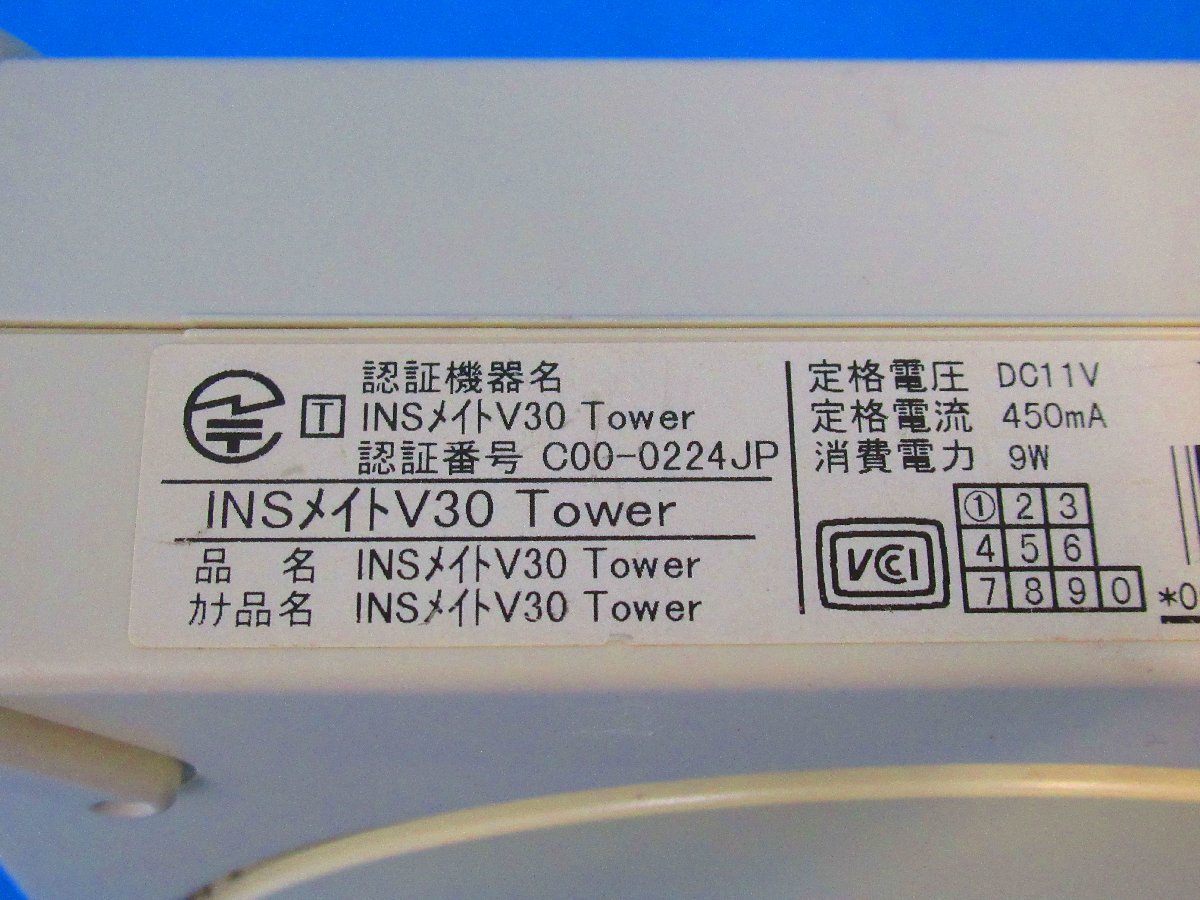 認証機器名
T INSメイトV30 Tower
認証番号 C00-0224JP
INSメイトV30 Tower
品 名 INSメイトV30 Tower
カナ品名 INSメイトV30 Tower
定格電圧 DC11V
定格電流 450mA
消費電力 9W
VCCI
① 2 3
4 5 6
7 8 9 0
*0